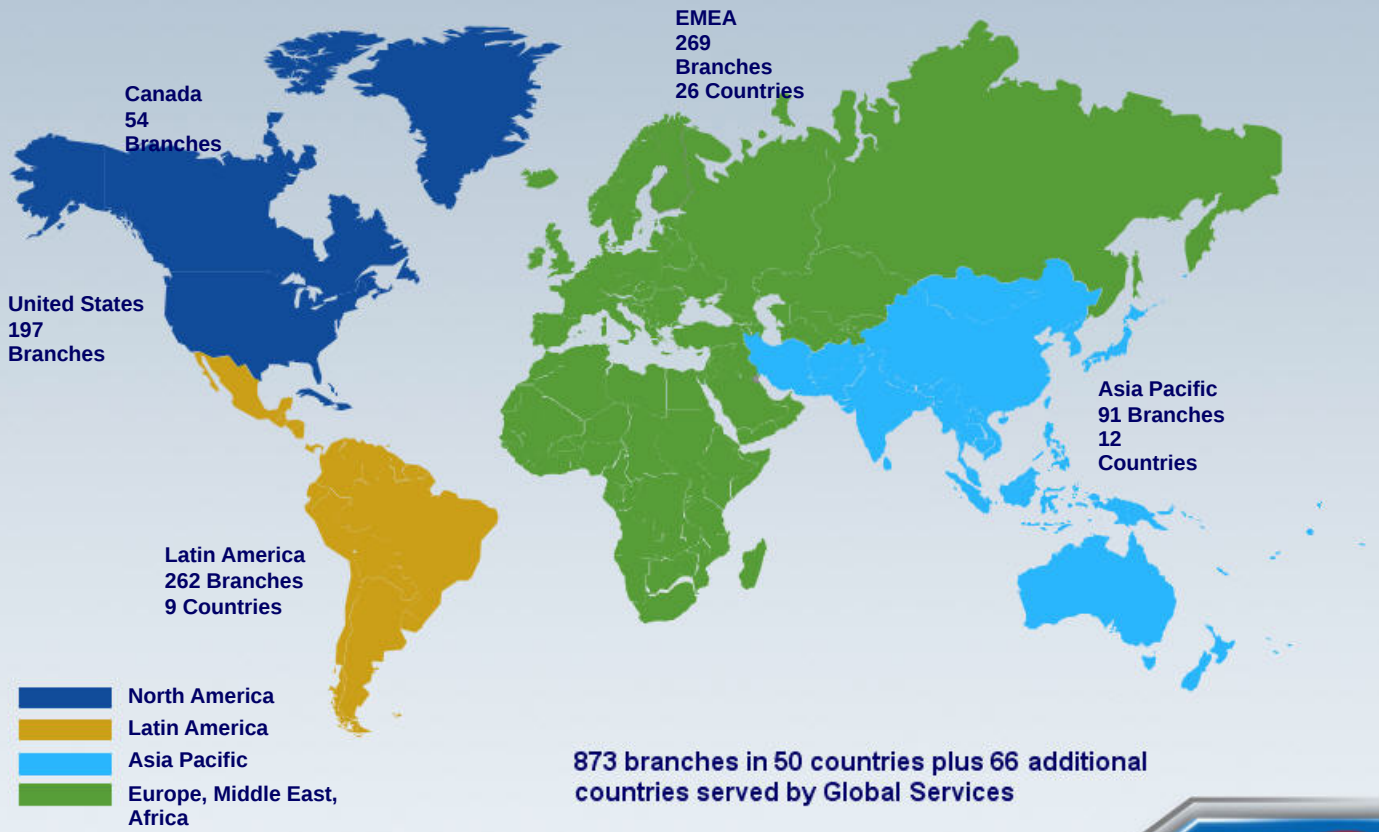 EMEA
269
Branches
26 Countries
Canada
54
Branches
United States
197
Branches
Asia Pacific
91 Branches
12
Countries
Latin America
262 Branches
9 Countries
North America
Latin America
Asia Pacific
Europe, Middle East,
Africa
873 branches in 50 countries plus 66 additional
countries served by Global Services